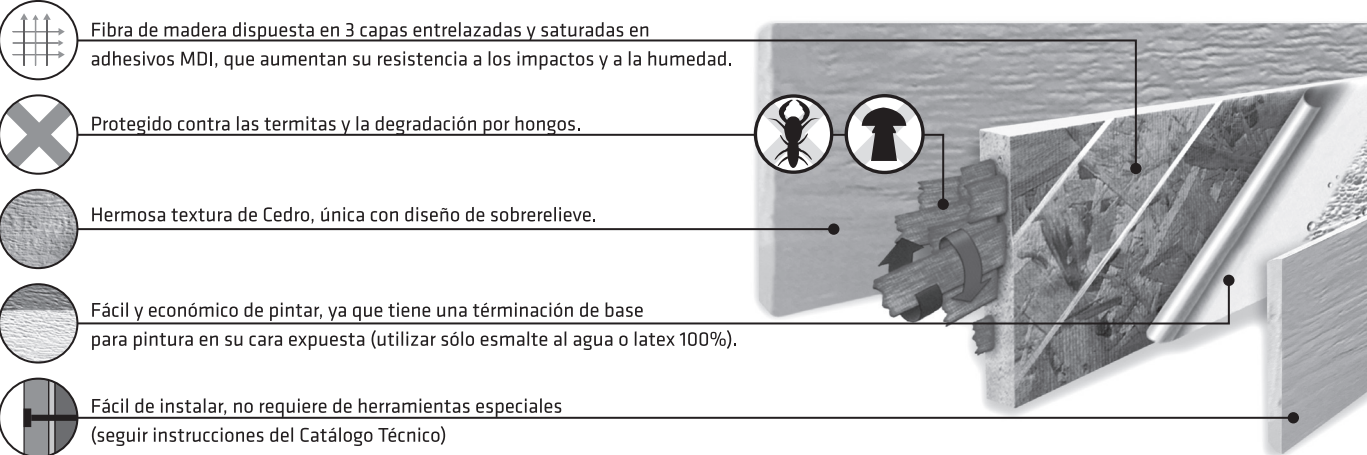 Fibra de madera dispuesta en 3 capas entrelazadas y saturadas en
adhesivos MDI, que aumentan su resistencia a los impactos y a la humedad.
Protegido contra las termitas y la degradación por hongos.
Hermosa textura de Cedro, única con diseño de sobrerelieve.
Fácil y económico de pintar, ya que tiene una términación de base
para pintura en su cara expuesta (utilizar sólo esmalte al agua o latex 100%).
Fácil de instalar, no requiere de herramientas especiales
(seguir instrucciones del Catálogo Técnico)